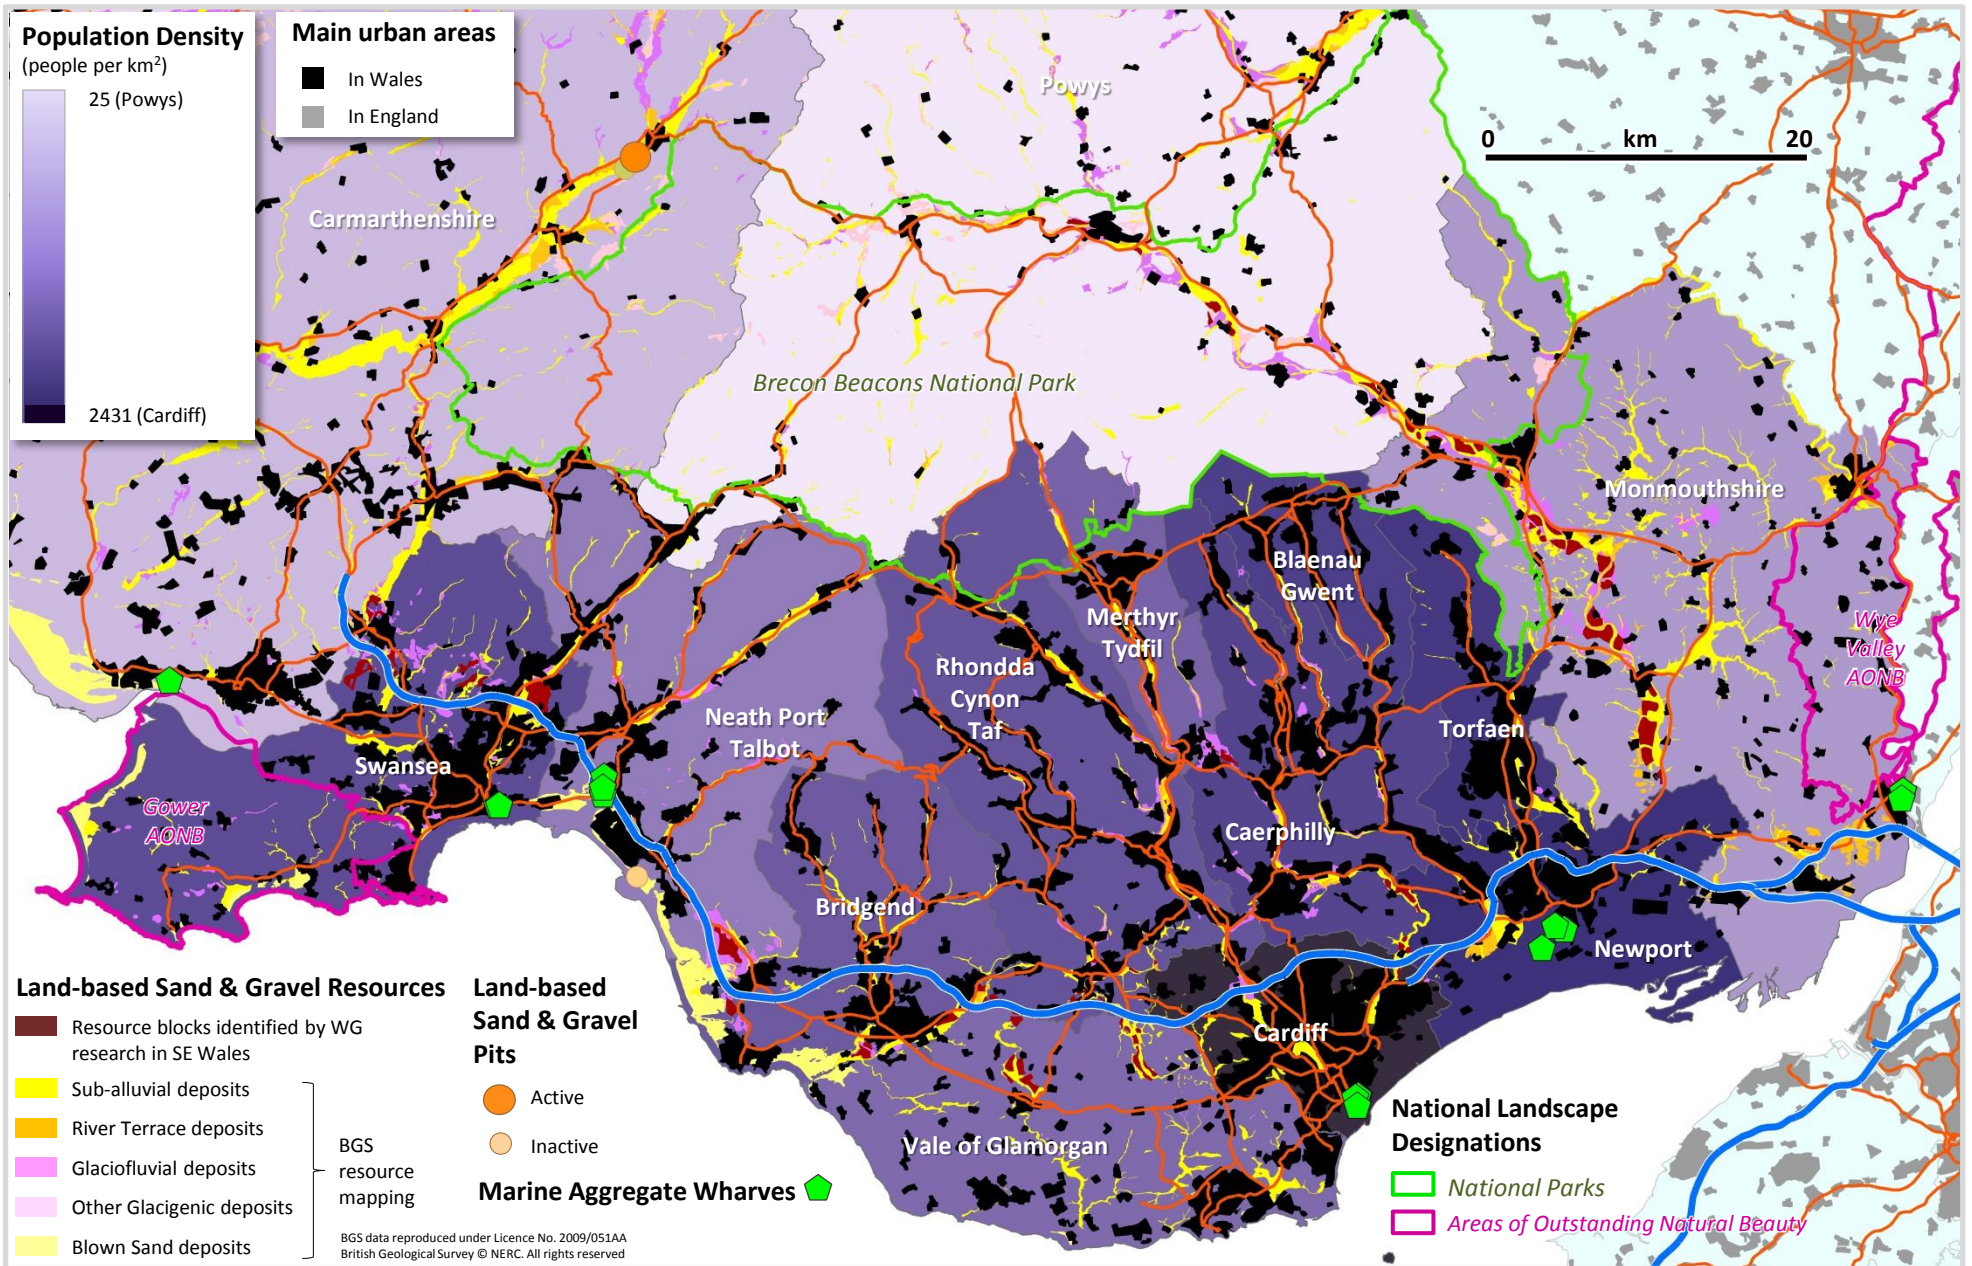 Population Density
(people per km²)
25 (Powys)
2431 (Cardiff)
Main urban areas
In Wales
In England
Powys
0 km 20
Carmarthenshire
Brecon Beacons National Park
Monmouthshire
Blaenau
Gwent
Merthyr
Tydfil
Wye
Valley
AONB
Rhondda
Cynon
Taf
Neath Port
Talbot
Torfaen
Swansea
Gower
AONB
Caerphilly
Bridgend
Newport
Cardiff
Vale of Glamorgan
Land-based Sand & Gravel Resources
Resource blocks identified by WG
research in SE Wales
Sub-alluvial deposits
River Terrace deposits
Glaciofluvial deposits
Other Glacigenic deposits
Blown Sand deposits
BGS
resource
mapping
BGS data reproduced under Licence No. 2009/051AA
British Geological Survey © NERC. All rights reserved
Land-based
Sand & Gravel
Pits
Active
Inactive
Marine Aggregate Wharves
National Landscape
Designations
National Parks
Areas of Outstanding Natural Beauty